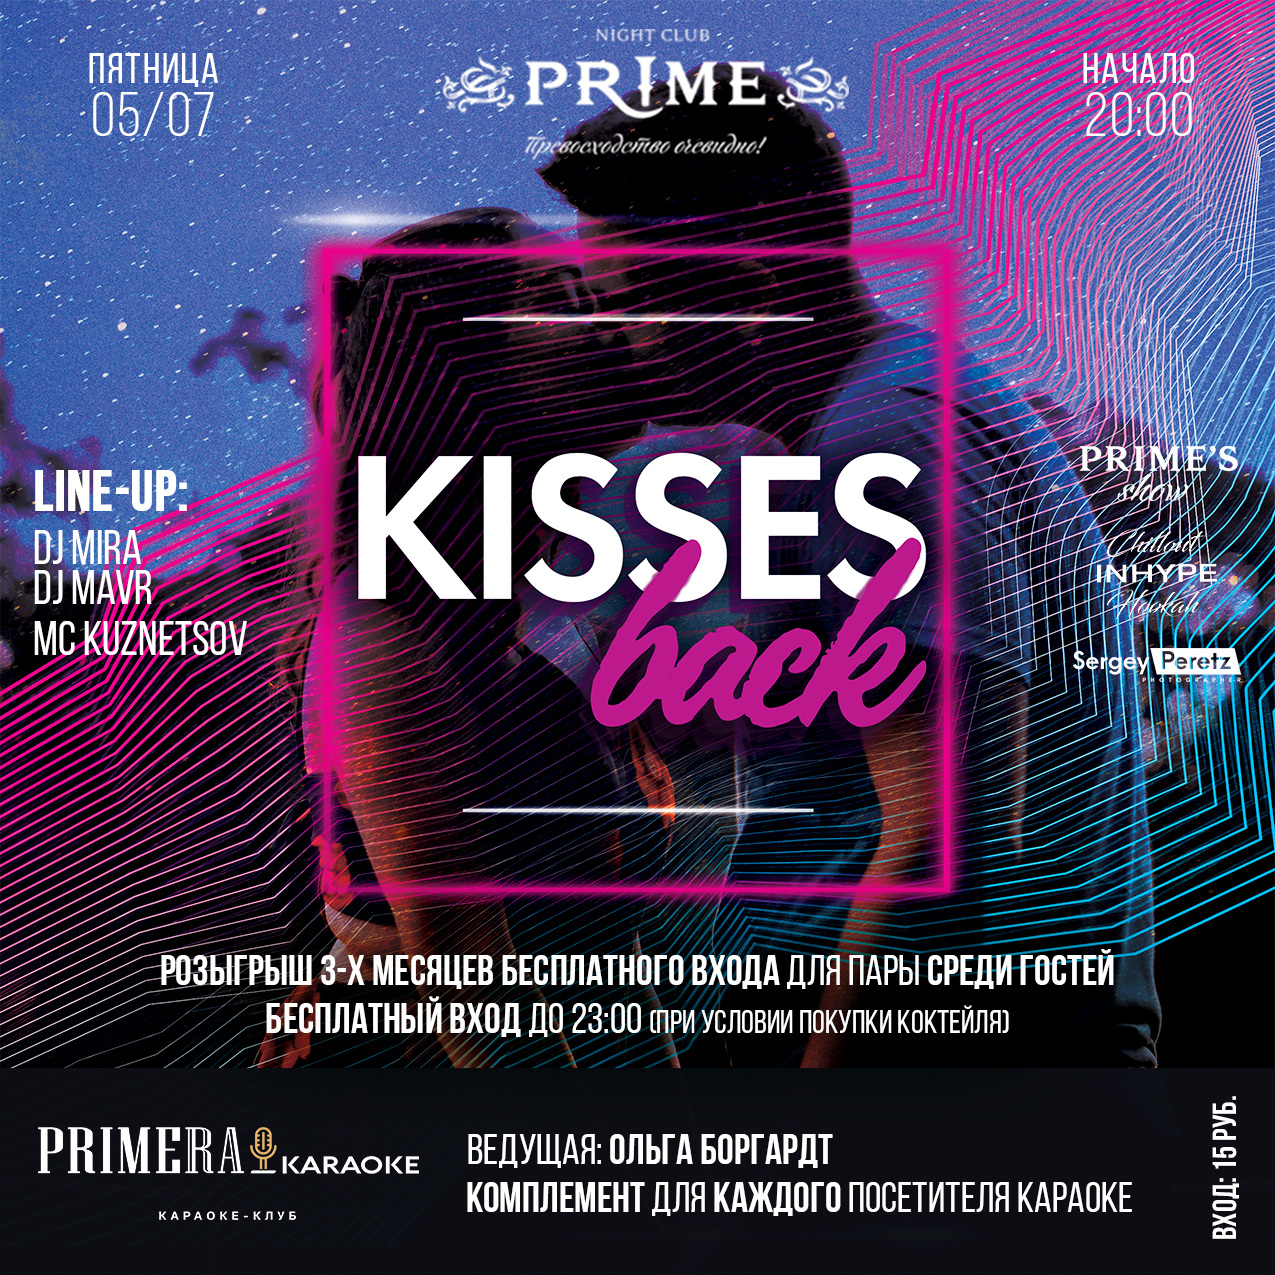 NIGHT CLUB
PRIME
Превосходство очевидно!
ПЯТНИЦА
05/07
НАЧАЛО
20:00
KISSES
back
LINE-UP:
DJ MIRA
DJ MAVR
MC KUZNETSOV
PRIME'S
show
Chillout
INHYPE
Hookah
Sergey Peretz
PHOTOGRAPHER
РОЗЫГРЫШ 3-Х МЕСЯЦЕВ БЕСПЛАТНОГО ВХОДА ДЛЯ ПАРЫ СРЕДИ ГОСТЕЙ
БЕСПЛАТНЫЙ ВХОД ДО 23:00 (ПРИ УСЛОВИИ ПОКУПКИ КОКТЕЙЛЯ)
PRIMERA KARAOKE
КАРАОКЕ-КЛУБ
ВЕДУЩАЯ: ОЛЬГА БОРГАРДТ
КОМПЛЕМЕНТ ДЛЯ КАЖДОГО ПОСЕТИТЕЛЯ КАРАОКЕ
ВХОД: 15 РУБ.